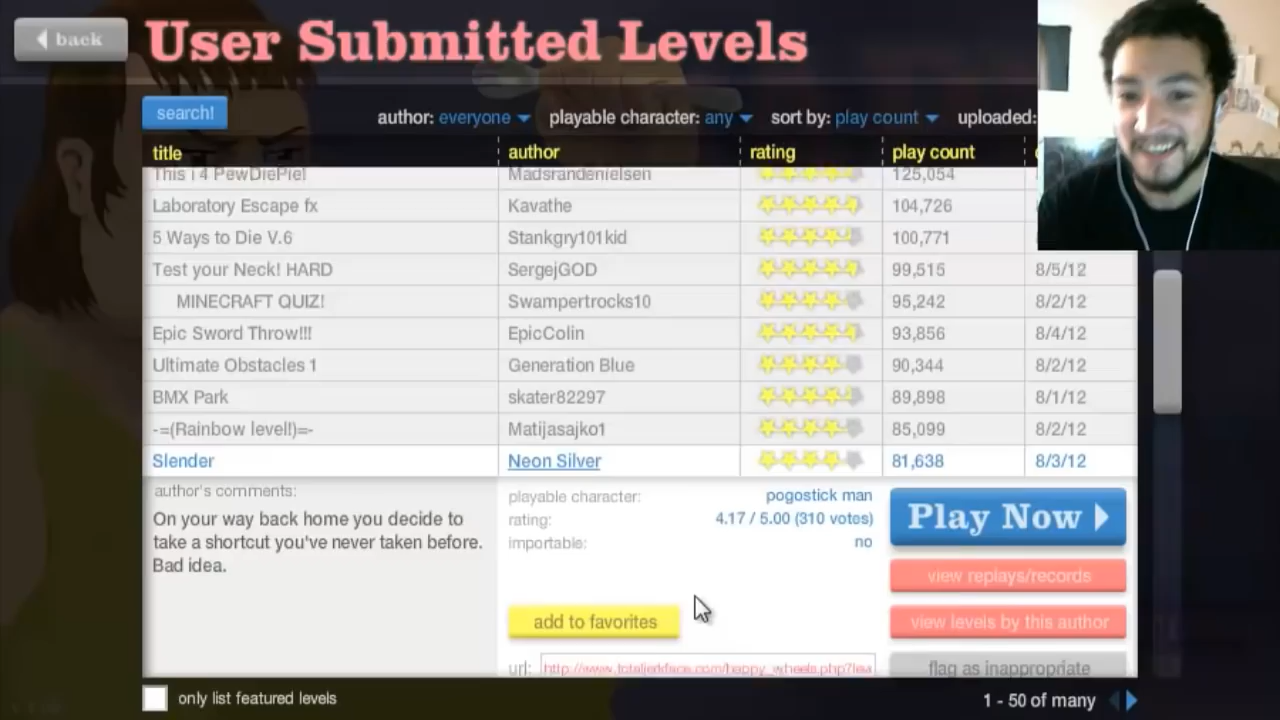 back
User Submitted Levels
search!
author: everyone playable character: any sort by: play count uploaded:
title author rating play count
This i 4 PewDiePie! Madsrandenielsen 125,054
Laboratory Escape fx Kavathe 104,726
5 Ways to Die V.6 Stankgry101kid 100,771
Test your Neck! HARD SergejGOD 99,515 8/5/12
MINECRAFT QUIZ! Swampertrocks10 95,242 8/2/12
Epic Sword Throw!!! EpicColin 93,856 8/4/12
Ultimate Obstacles 1 Generation Blue 90,344 8/2/12
BMX Park skater82297 89,898 8/1/12
-=(Rainbow level!)=- Matijasajko1 85,099 8/2/12
Slender Neon Silver 81,638 8/3/12
author's comments:
On your way back home you decide to
take a shortcut you've never taken before.
Bad idea.
playable character: pogostick man
rating: 4.17 / 5.00 (310 votes)
importable: no
add to favorites
url: http://www.totaljerkface.com/happy_wheels.php?lev
Play Now
view replays/records
view levels by this author
flag as inappropriate
only list featured levels
1 - 50 of many